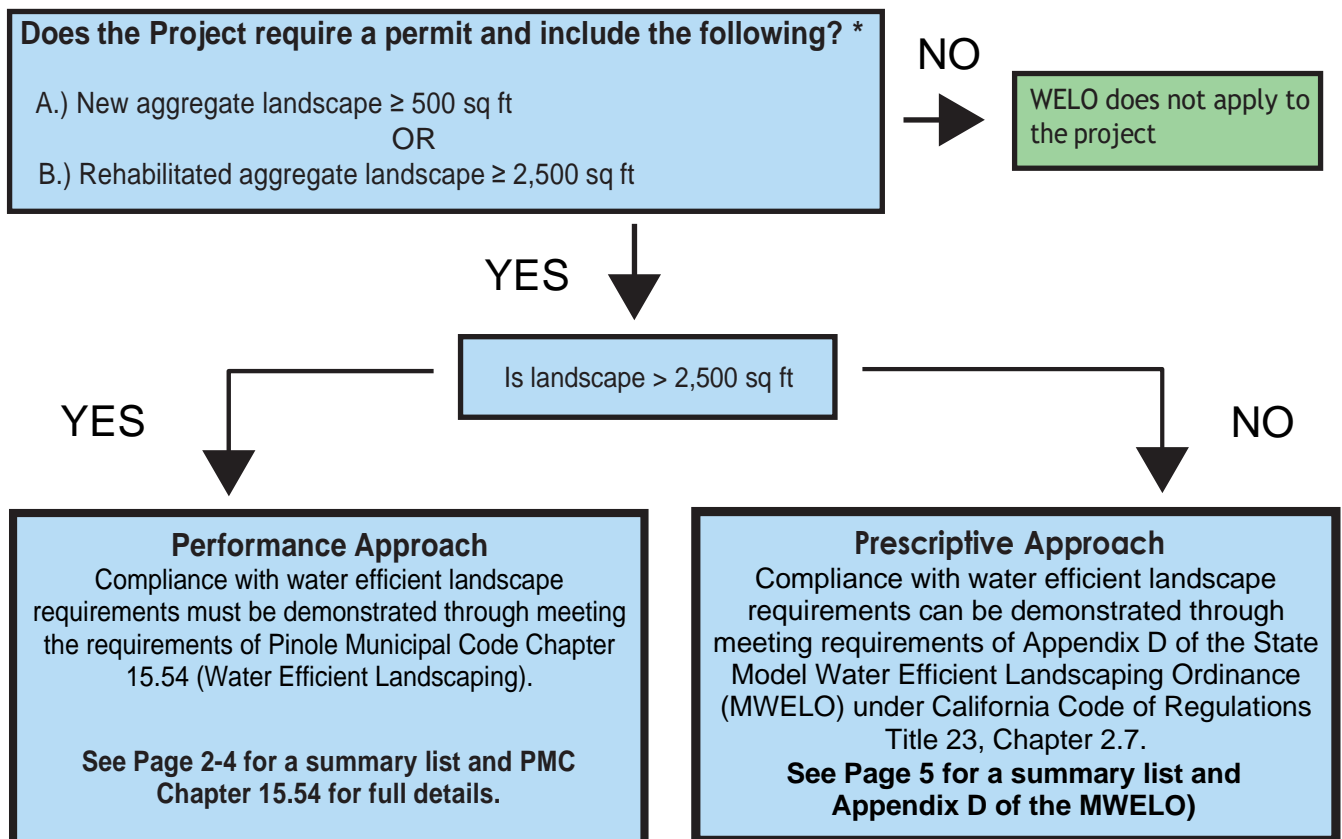 Does the Project require a permit and include the following? *
A.) New aggregate landscape ≥ 500 sq ft
OR
B.) Rehabilitated aggregate landscape ≥ 2,500 sq ft
NO
WELO does not apply to
the project
YES
Is landscape > 2,500 sq ft
YES
NO
Performance Approach
Compliance with water efficient landscape
requirements must be demonstrated through meeting
the requirements of Pinole Municipal Code Chapter
15.54 (Water Efficient Landscaping).
See Page 2-4 for a summary list and PMC
Chapter 15.54 for full details.
Prescriptive Approach
Compliance with water efficient landscape
requirements can be demonstrated through
meeting requirements of Appendix D of the State
Model Water Efficient Landscaping Ordinance
(MWELO) under California Code of Regulations
Title 23, Chapter 2.7.
See Page 5 for a summary list and
Appendix D of the MWELO)